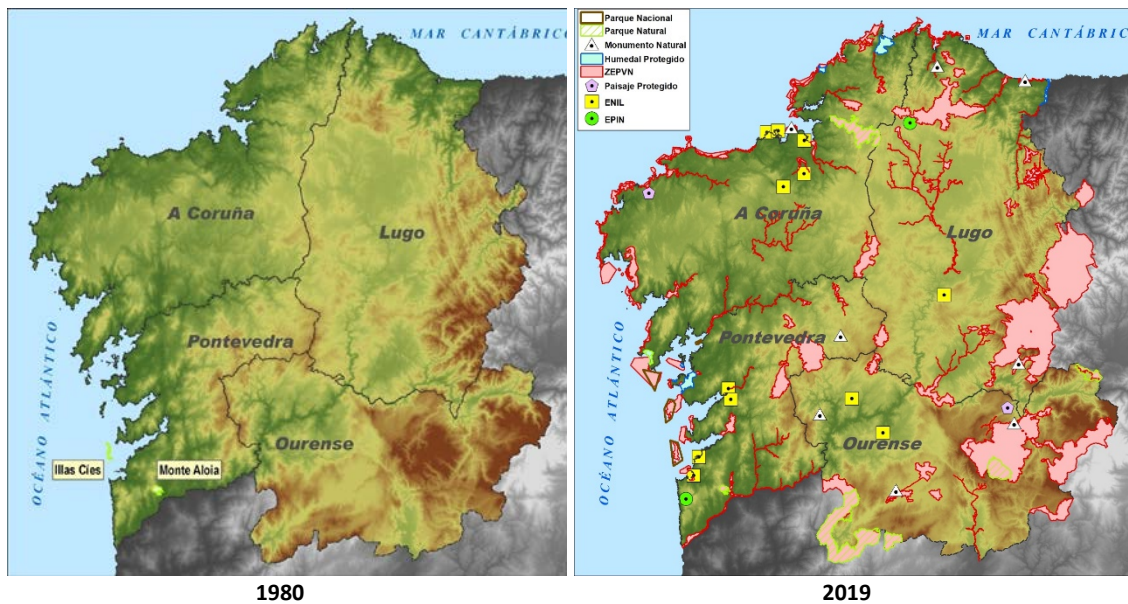 MAR CANTÁBRICO
A Coruña
Lugo
Pontevedra
Ourense
OCÉANO ATLÁNTICO
Illas Cíes
Monte Aloia
1980
Parque Nacional
Parque Natural
Monumento Natural
Humedal Protegido
ZEPVN
Paisaje Protegido
ENIL
EPIN
MAR CANTÁBRIC
A Coruña
Lugo
Pontevedra
Ourense
OCÉANO ATLÁNTICO
2019